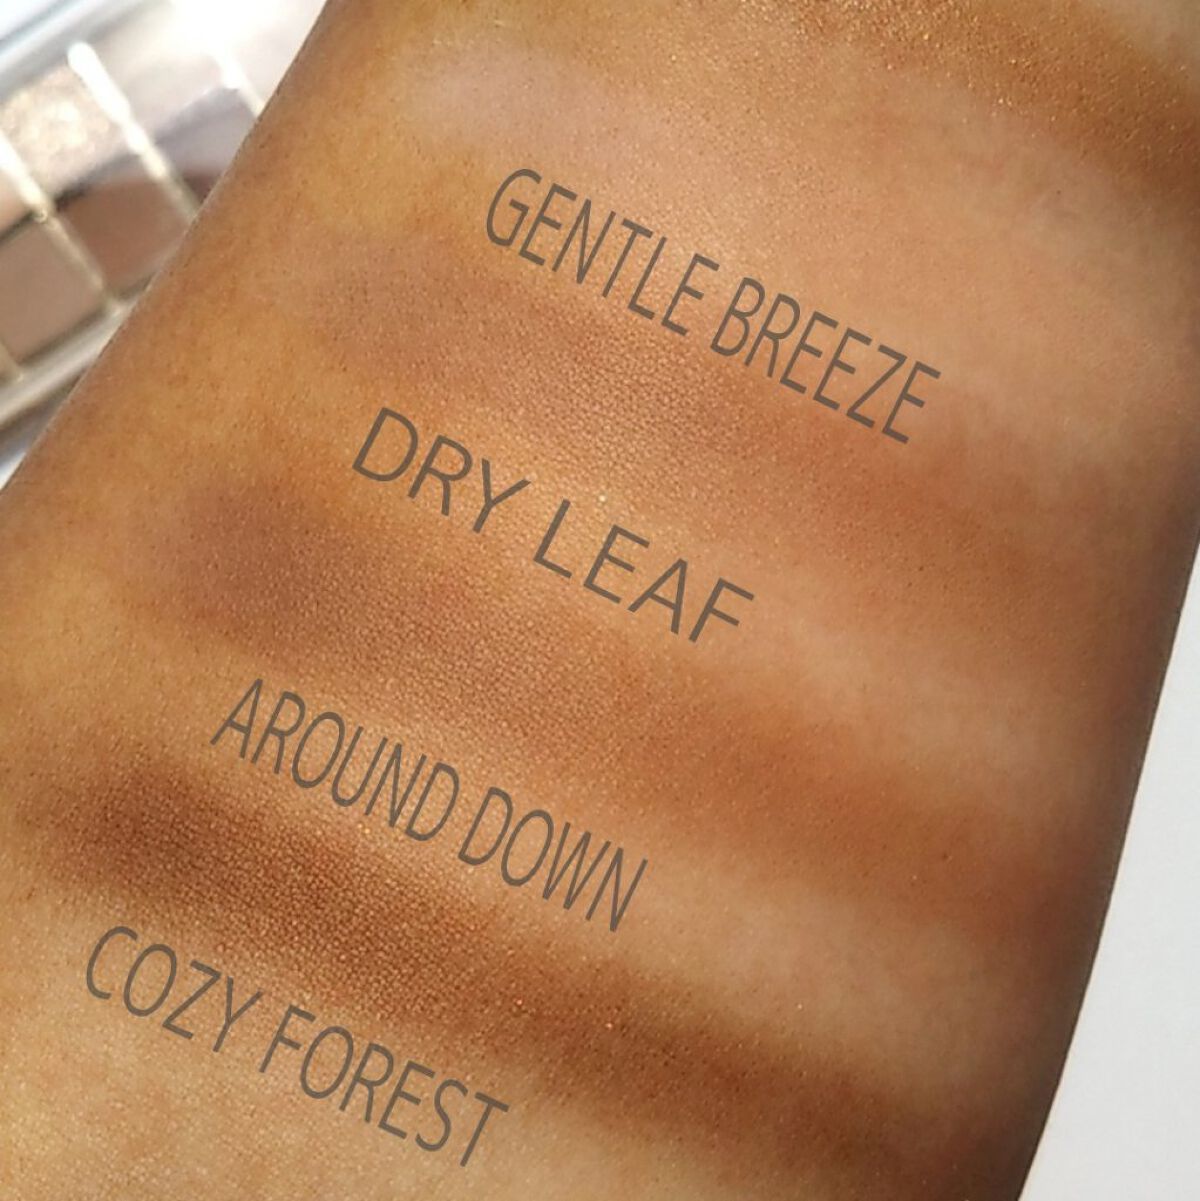 GENTLE BREEZE
DRY LEAF
AROUND DOWN
COZY FOREST